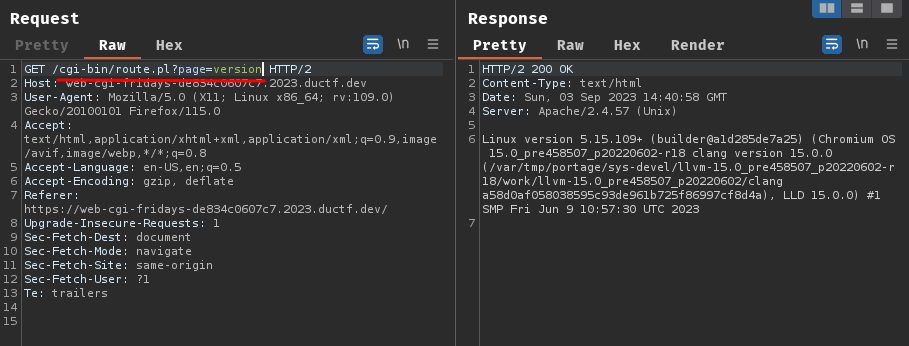 Request
Pretty Raw Hex
\n
1 GET /cgi-bin/route.pl?page=version HTTP/2
2 Host: web-cgi-fridays-de834c0607c7.2023.ductf.dev
3 User-Agent: Mozilla/5.0 (X11; Linux x86_64; rv:109.0)
Gecko/20100101 Firefox/115.0
4 Accept:
text/html,application/xhtml+xml,application/xml;q=0.9,image
/avif,image/webp,*/*;q=0.8
5 Accept-Language: en-US,en;q=0.5
6 Accept-Encoding: gzip, deflate
7 Referer:
https://web-cgi-fridays-de834c0607c7.2023.ductf.dev/
8 Upgrade-Insecure-Requests: 1
9 Sec-Fetch-Dest: document
10 Sec-Fetch-Mode: navigate
11 Sec-Fetch-Site: same-origin
12 Sec-Fetch-User: ?1
13 Te: trailers
14
15
Response
Pretty Raw Hex Render
\n
1 HTTP/2 200 OK
2 Content-Type: text/html
3 Date: Sun, 03 Sep 2023 14:40:58 GMT
4 Server: Apache/2.4.57 (Unix)
5
6 Linux version 5.15.109+ (builder@a1d285de7a25) (Chromium OS
15.0_pre458507_p20220602-r18 clang version 15.0.0
(/var/tmp/portage/sys-devel/llvm-15.0_pre458507_p20220602-r
18/work/llvm-15.0_pre458507_p20220602/clang
a58d0af058038595c93de961b725f86997cf8d4a), LLD 15.0.0) #1
SMP Fri Jun 9 10:57:30 UTC 2023
7